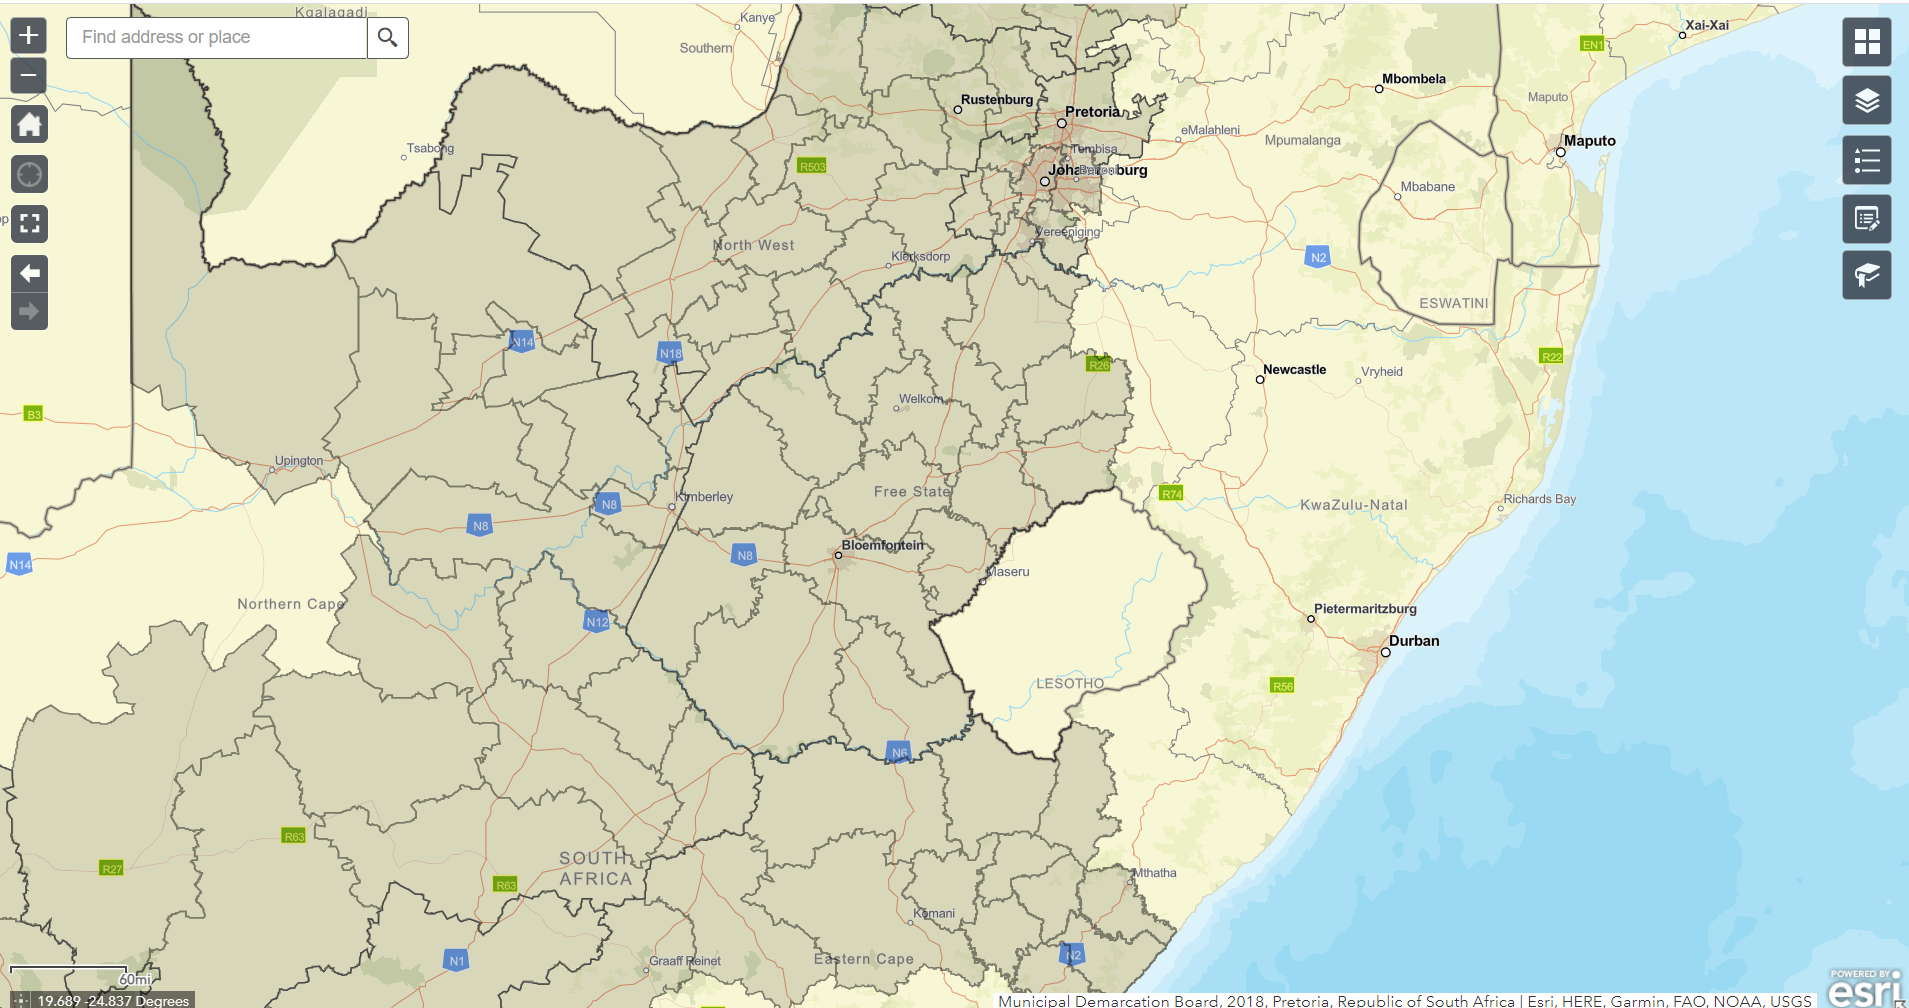 Kgalagadi
Find address or place
Kanye
Southern
Xai-Xai
EN1
Mbombela
Maputo
Rustenburg
Pretoria
eMalahleni
Mpumalanga
Maputo
Tsabong
Tembisa
R503
Mbabane
Vereeniging
North West
Klerksdorp
N2
ESWATINI
N14
N18
R22
R26
Newcastle
Vryheid
Welkom
B3
Upington
Free State
R74
Kimberley
N8
KwaZulu-Natal
Richards Bay
N8
N8
Bloemfontein
N14
Maseru
Northern Cape
Pietermaritzburg
N12
Durban
LESOTHO
R56
N6
R63
SOUTH
AFRICA
R27
R63
Mthatha
Komani
N1
Graaff Reinet
Eastern Cape
N2
60mi
POWERED BY
esri
19.689 -24.837 Degrees
Municipal Demarcation Board, 2018, Pretoria, Republic of South Africa | Esri, HERE, Garmin, FAO, NOAA, USGS